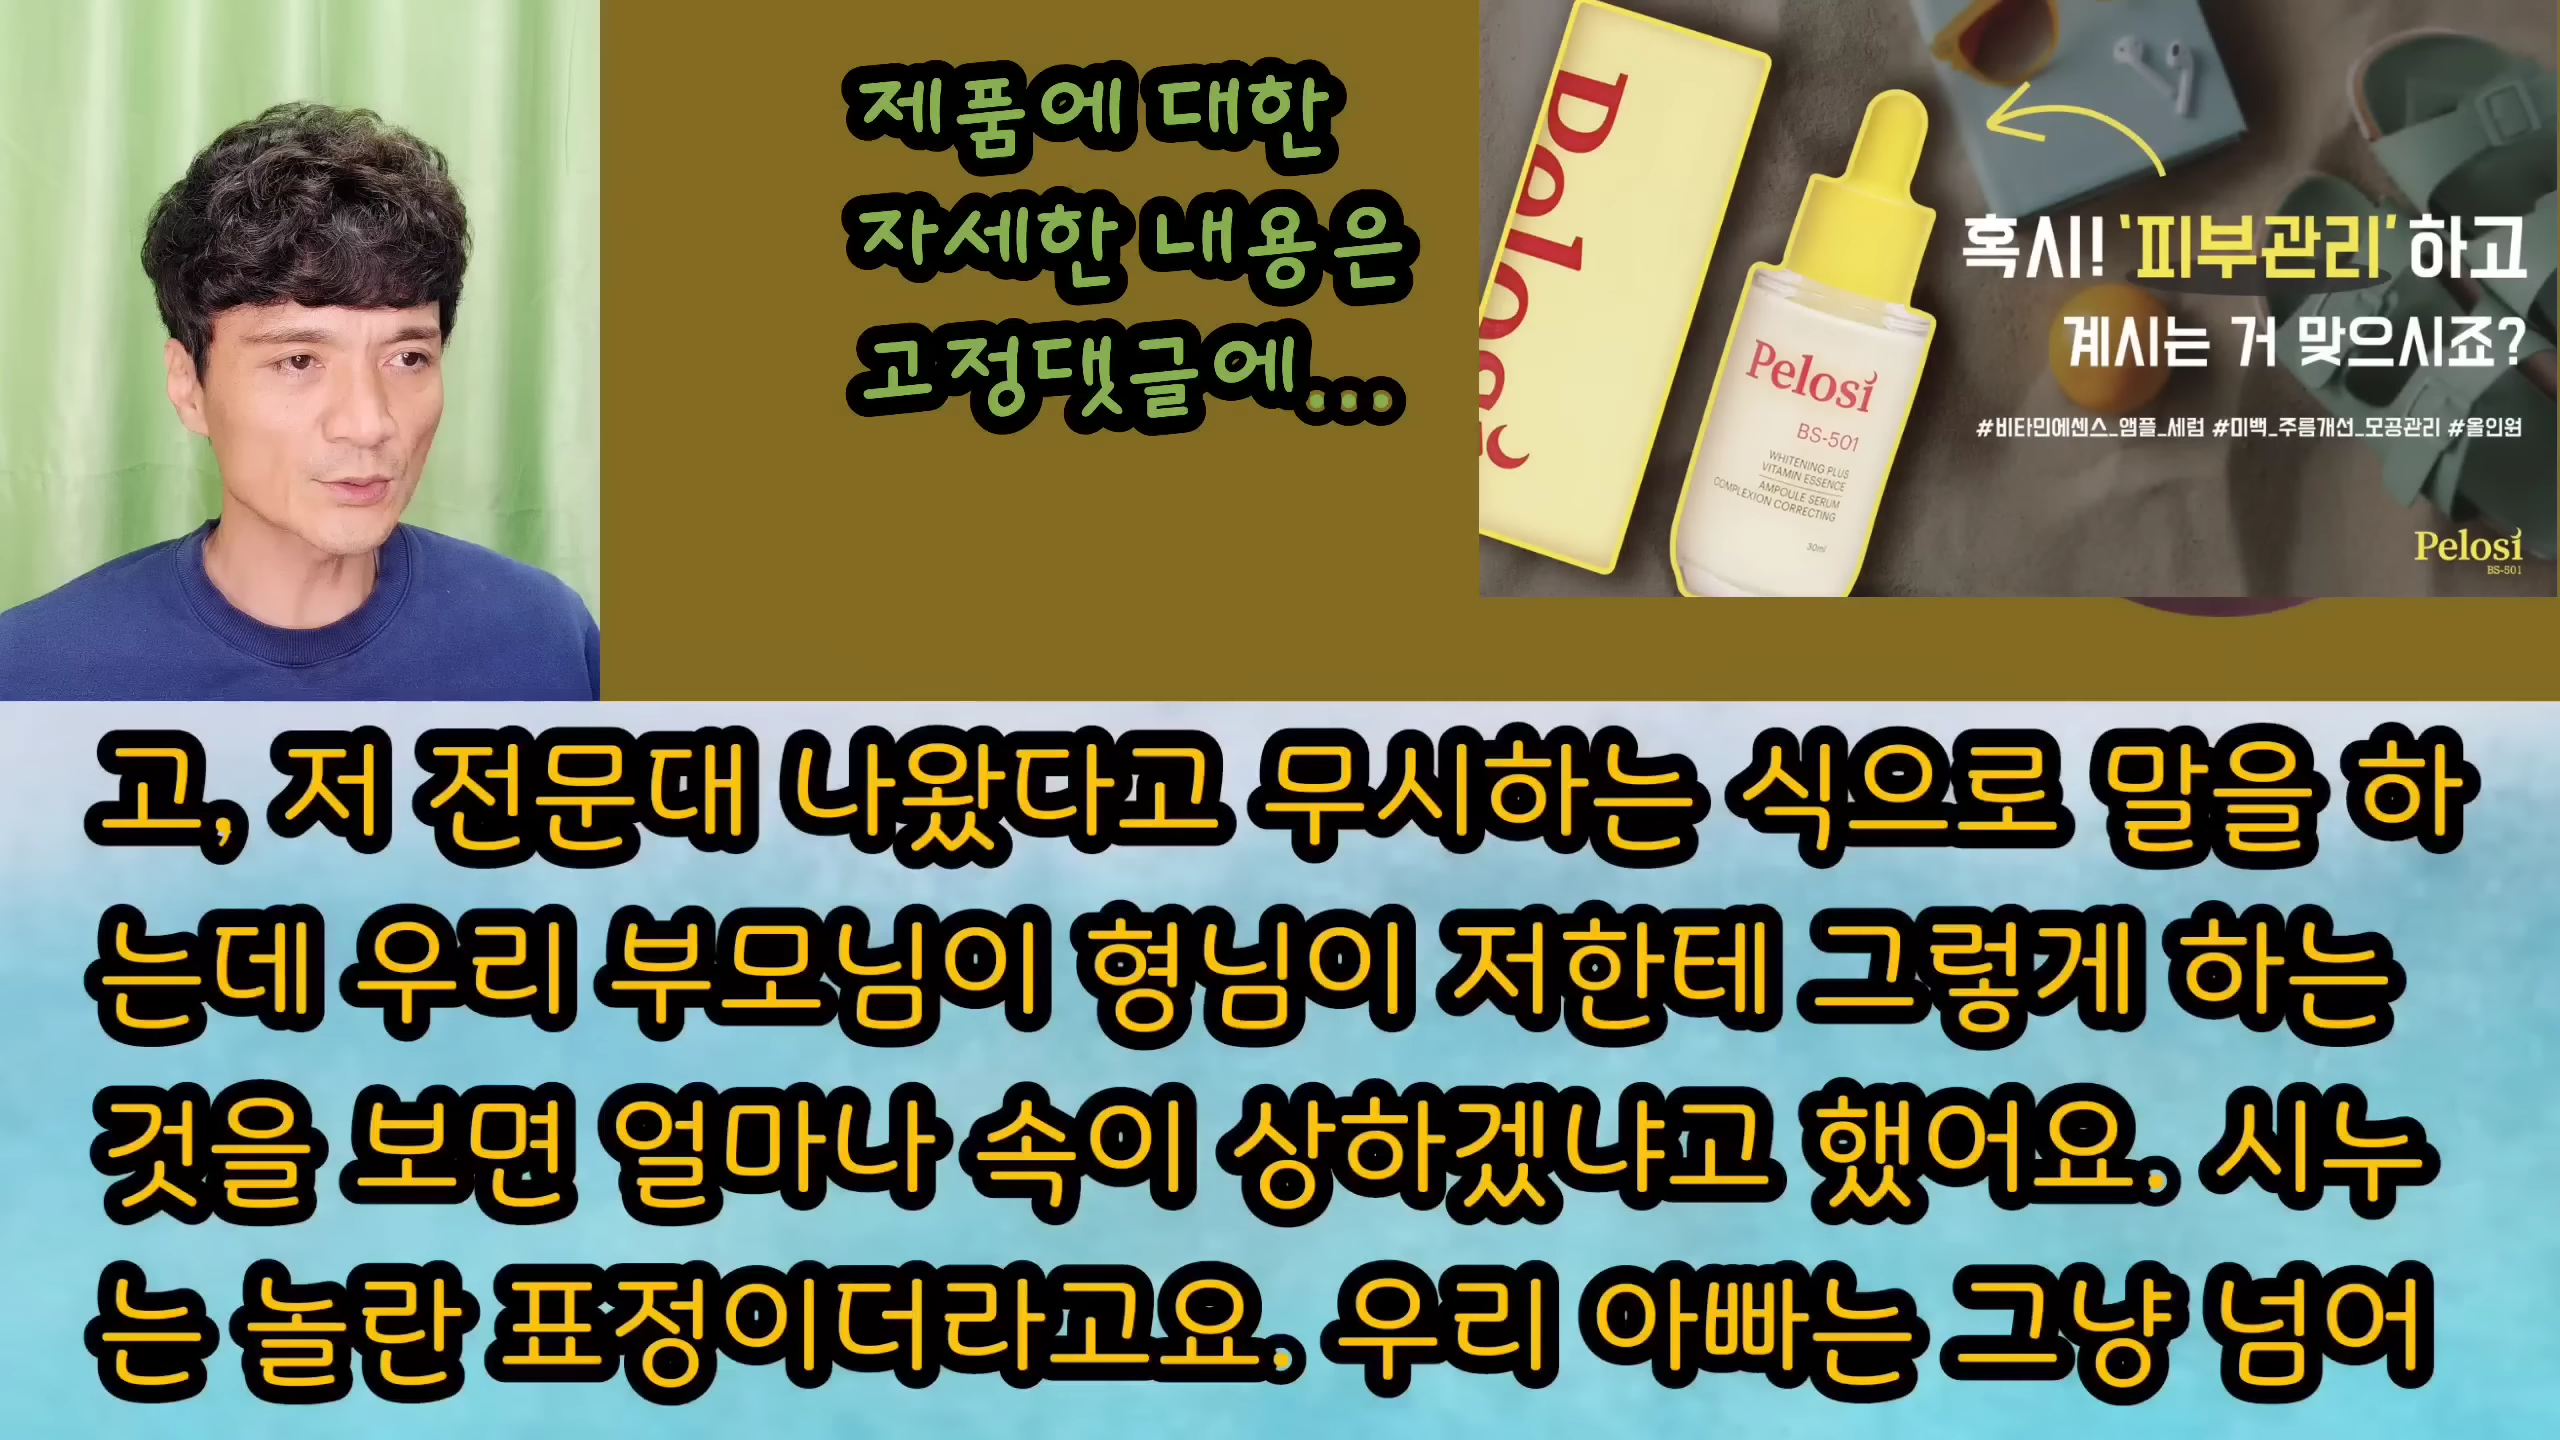 제품에 대한
자세한 내용은
고정댓글에...
Pelosi
Pelosi
BS-501
WHITENING PLUS
VITAMIN ESSENCE
AMPOULE SERUM
COMPLEXION CORRECTING
30ml
혹시! '피부관리' 하고
계시는 거 맞으시죠?
#비타민에센스_앰플_세럼 #미백_주름개선_모공관리 #올인원
Pelosi
BS-501
고, 저 전문대 나왔다고 무시하는 식으로 말을 하
는데 우리 부모님이 형님이 저한테 그렇게 하는
것을 보면 얼마나 속이 상하겠냐고 했어요. 시누
는 놀란 표정이더라고요. 우리 아빠는 그냥 넘어